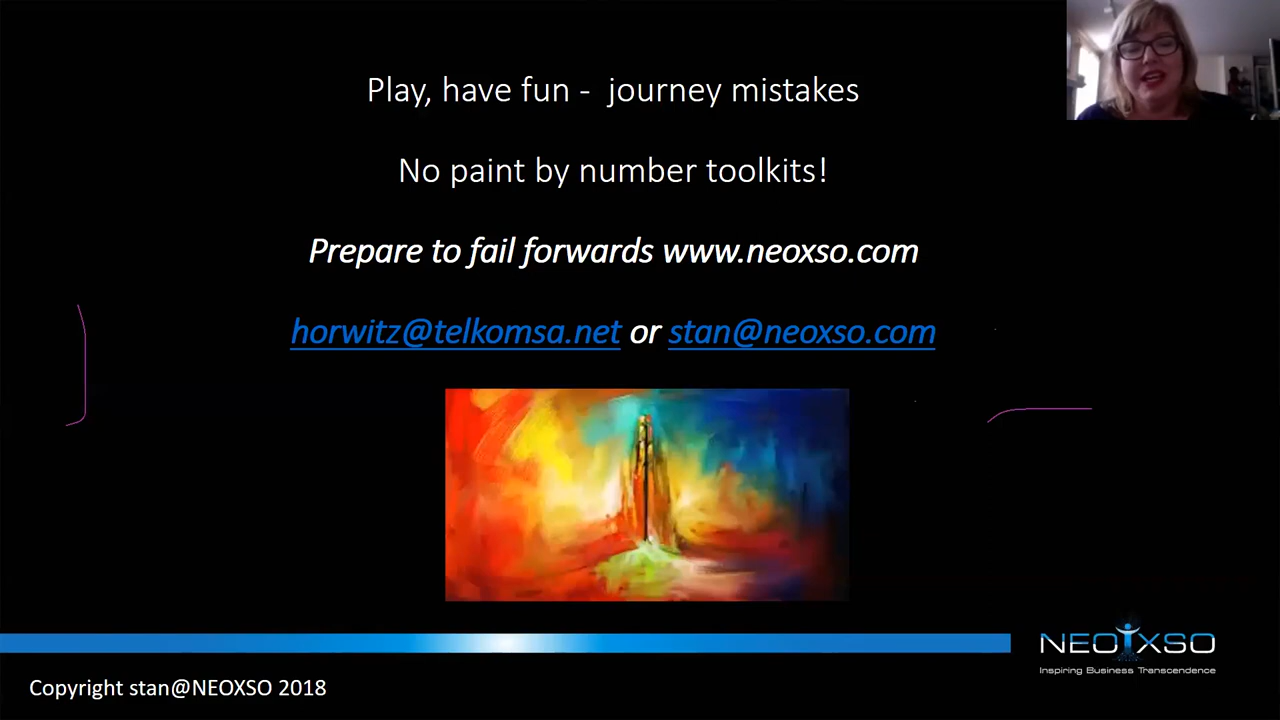 Play, have fun -  journey mistakes
No paint by number toolkits!
Prepare to fail forwards www.neoxso.com
horwitz@telkomsa.net or stan@neoxso.com
NEOXSO
Inspiring Business Transcendence
Copyright stan@NEOXSO 2018